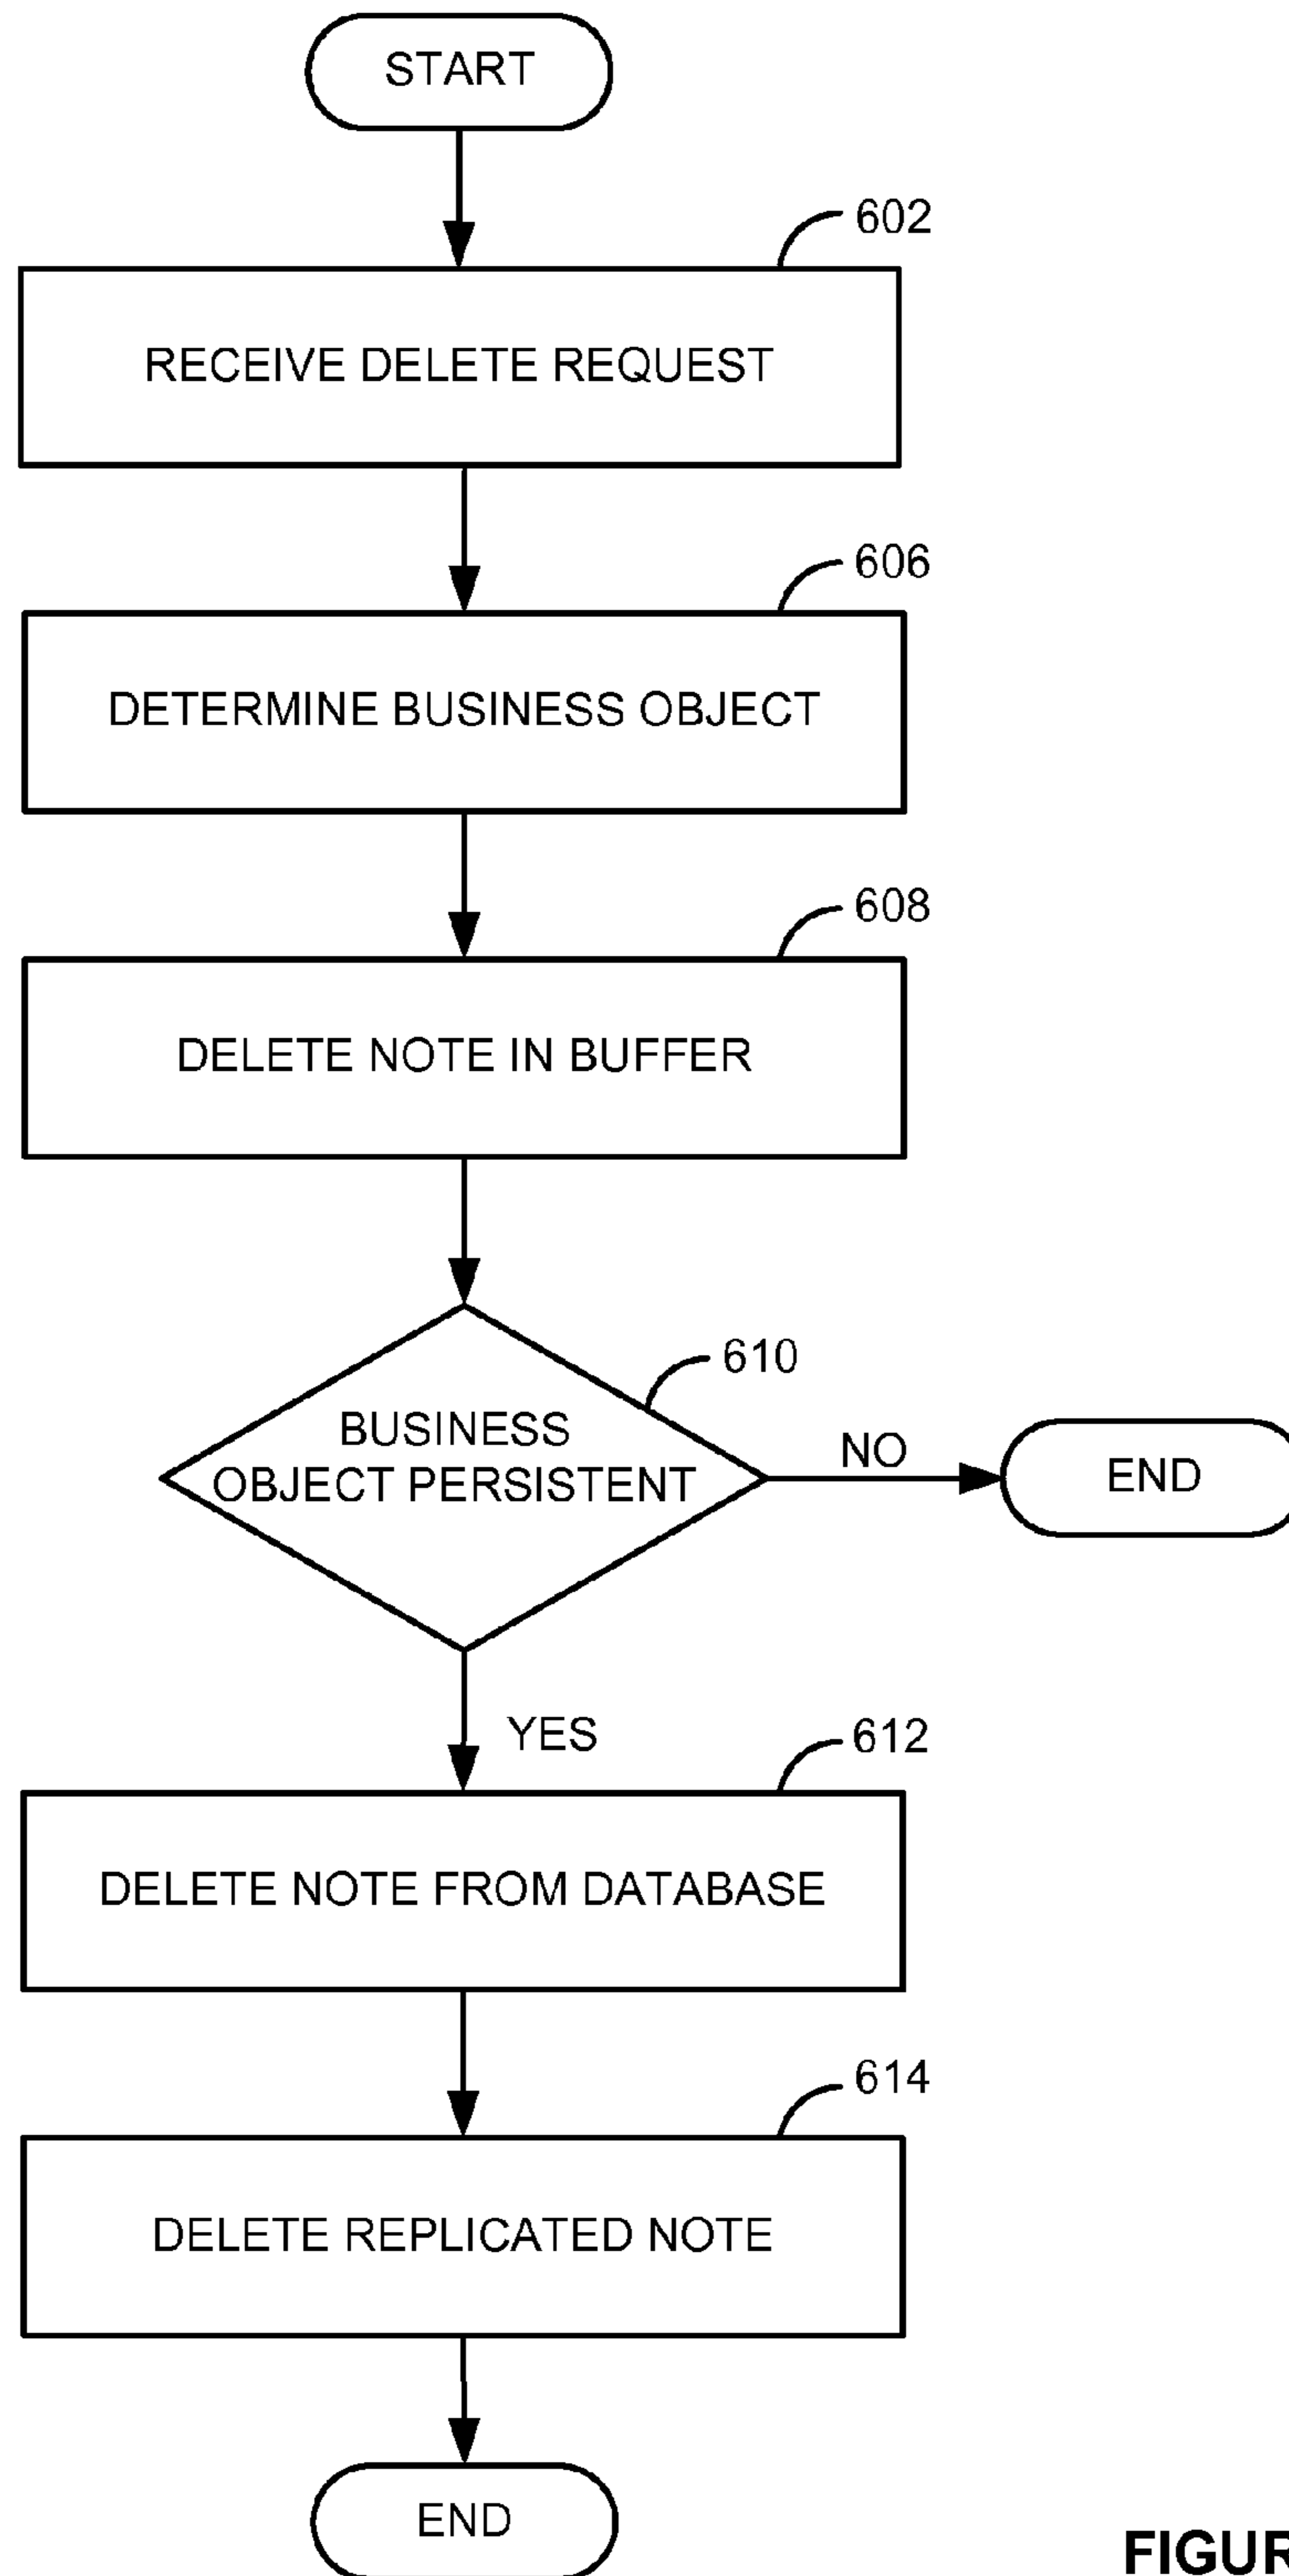 START
602
RECEIVE DELETE REQUEST
606
DETERMINE BUSINESS OBJECT
608
DELETE NOTE IN BUFFER
610
BUSINESS
OBJECT PERSISTENT
NO
END
YES
612
DELETE NOTE FROM DATABASE
614
DELETE REPLICATED NOTE
END